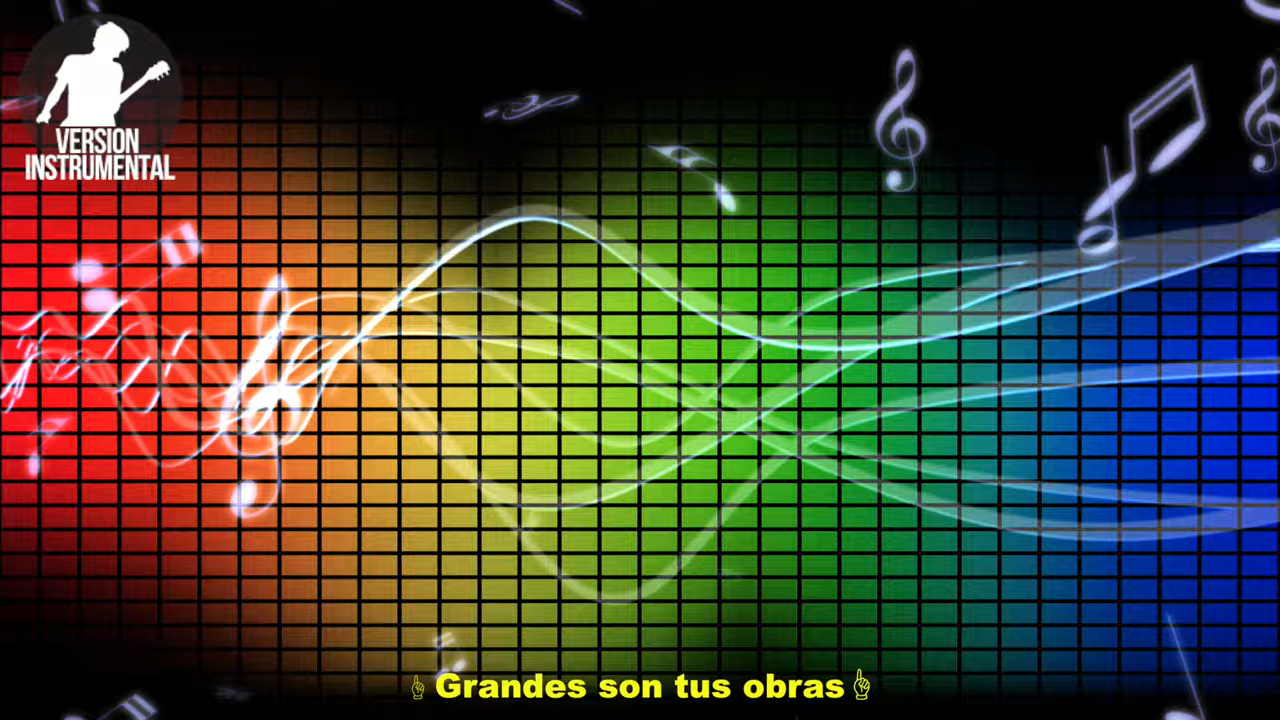 VERSION
INSTRUMENTAL
☝ Grandes son tus obras ☝